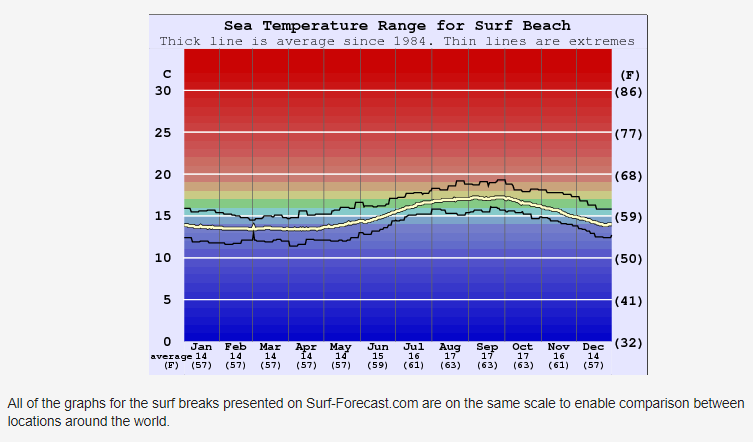 Sea Temperature Range for Surf Beach
Thick line is average since 1984. Thin lines are extremes
C (F)
30 (86)
25 (77)
20 (68)
15 (59)
10 (50)
5 (41)
0 (32)
Jan Feb Mar Apr May Jun Jul Aug Sep Oct Nov Dec
average 14 14 14 14 14 15 16 17 17 17 16 14
(F) (57) (57) (57) (57) (57) (59) (61) (63) (63) (63) (61) (57)
All of the graphs for the surf breaks presented on Surf-Forecast.com are on the same scale to enable comparison between
locations around the world.